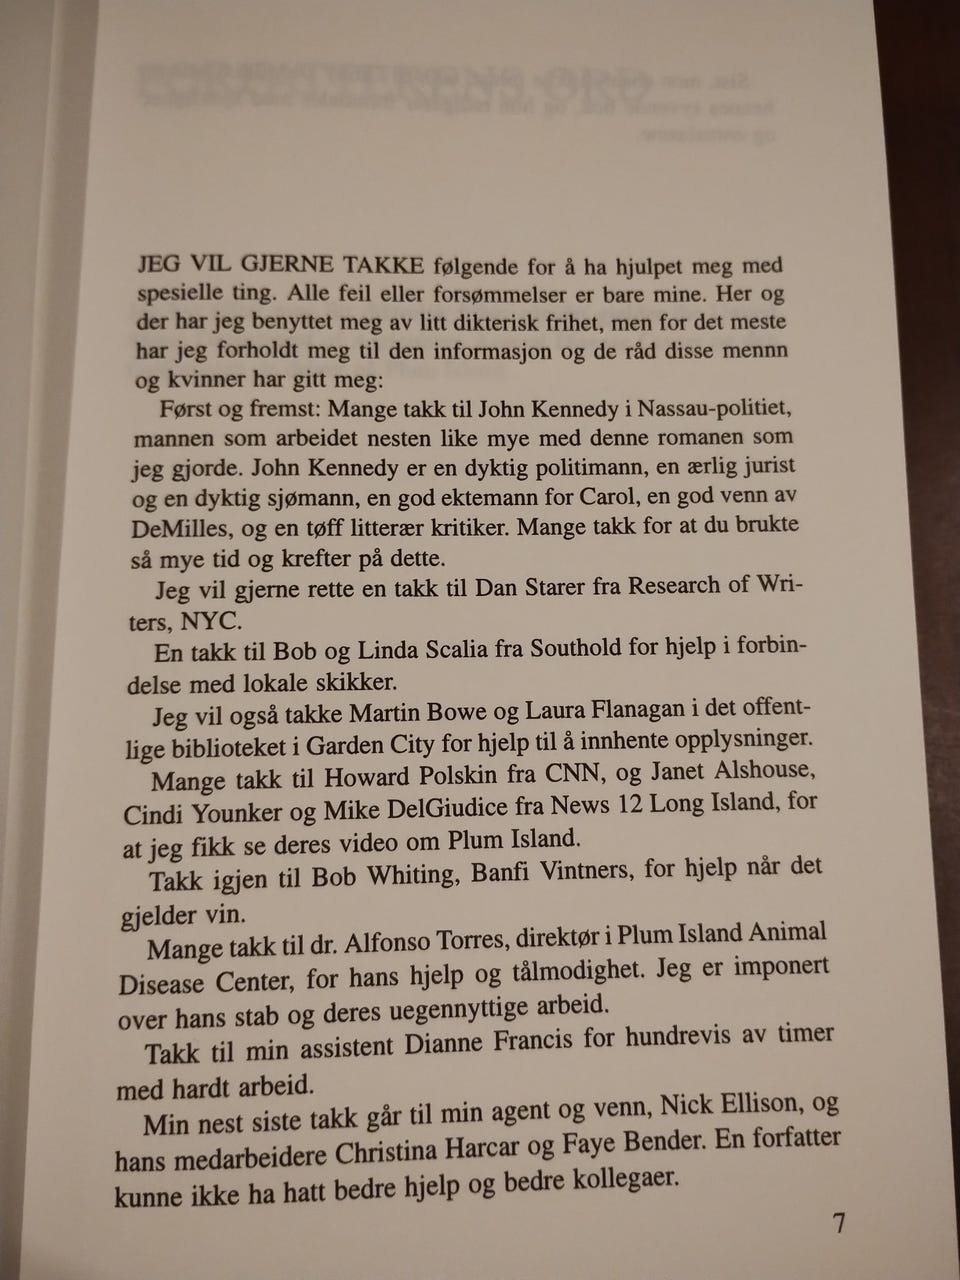 JEG VIL GJERNE TAKKE følgende for å ha hjulpet meg med
spesielle ting. Alle feil eller forsømmelser er bare mine. Her og
der har jeg benyttet meg av litt dikterisk frihet, men for det meste
har jeg forholdt meg til den informasjon og de råd disse mennn
og kvinner har gitt meg:
Først og fremst: Mange takk til John Kennedy i Nassau-politiet,
mannen som arbeidet nesten like mye med denne romanen som
jeg gjorde. John Kennedy er en dyktig politimann, en ærlig jurist
og en dyktig sjømann, en god ektemann for Carol, en god venn av
DeMilles, og en tøff litterær kritiker. Mange takk for at du brukte
så mye tid og krefter på dette.
Jeg vil gjerne rette en takk til Dan Starer fra Research of Wri-
ters, NYC.
En takk til Bob og Linda Scalia fra Southold for hjelp i forbin-
delse med lokale skikker.
Jeg vil også takke Martin Bowe og Laura Flanagan i det offent-
lige biblioteket i Garden City for hjelp til å innhente opplysninger.
Mange takk til Howard Polskin fra CNN, og Janet Alshouse,
Cindi Younker og Mike DelGiudice fra News 12 Long Island, for
at jeg fikk se deres video om Plum Island.
Takk igjen til Bob Whiting, Banfi Vintners, for hjelp når det
gjelder vin.
Mange takk til dr. Alfonso Torres, direktør i Plum Island Animal
Disease Center, for hans hjelp og tålmodighet. Jeg er imponert
over hans stab og deres uegennyttige arbeid.
Takk til min assistent Dianne Francis for hundrevis av timer
med hardt arbeid.
Min nest siste takk går til min agent og venn, Nick Ellison, og
hans medarbeidere Christina Harcar og Faye Bender. En forfatter
kunne ikke ha hatt bedre hjelp og bedre kollegaer.
7